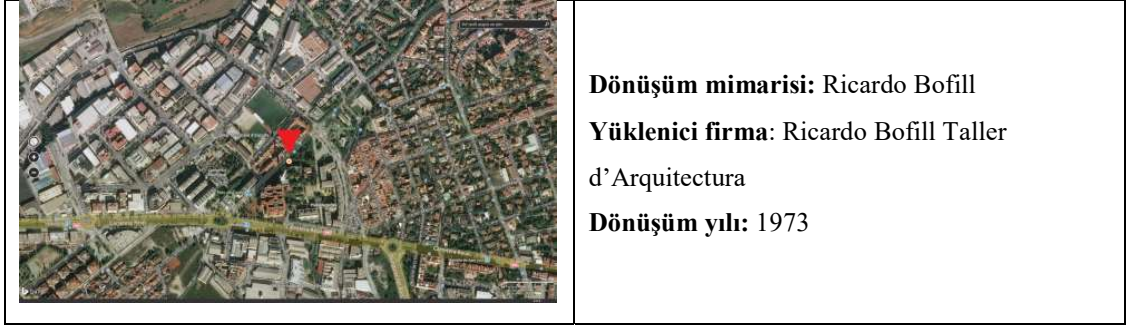 Dönüşüm mimarisi: Ricardo Bofill
Yüklenici firma: Ricardo Bofill Taller
d’Arquitectura
Dönüşüm yılı: 1973